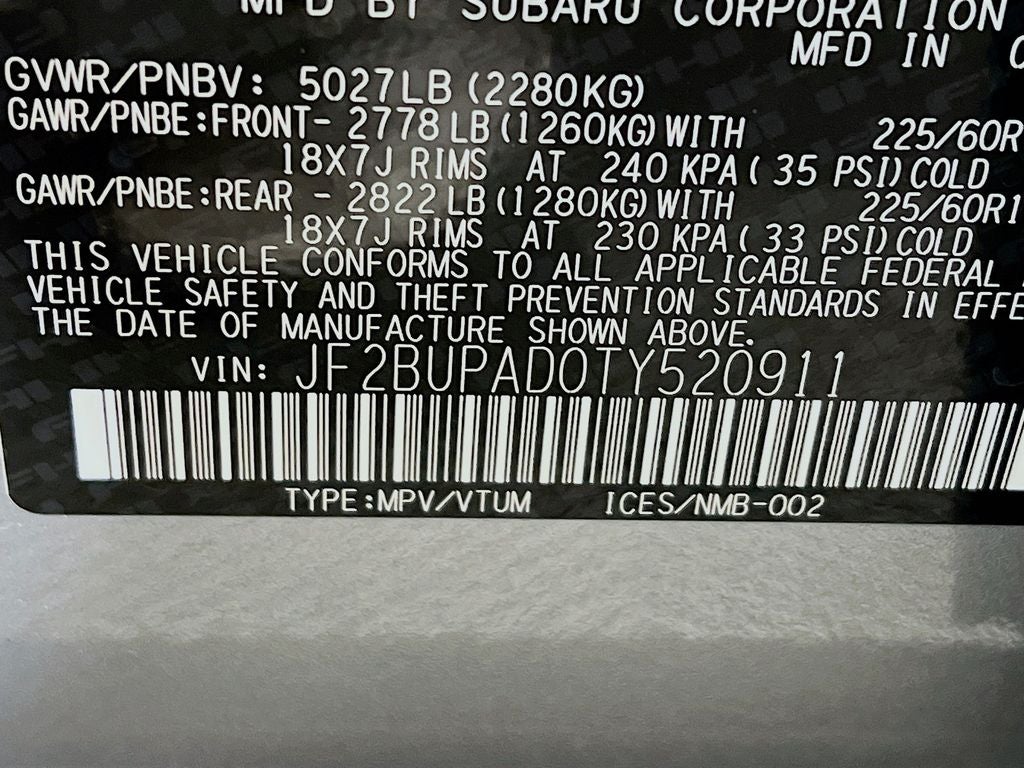 MFD BY SUBARU CORPORATION
MFD IN
GVWR/PNBV: 5027LB (2280KG)
GAWR/PNBE:FRONT- 2778 LB(1260KG)WITH 225/60R
18X7J RIMS AT 240 KPA( 35 PSI)COLD
GAWR/PNBE:REAR - 2822 LB(1280KG)WITH 225/60R1
18X7J RIMS AT 230 KPA( 33 PSI)COLD
THIS VEHICLE CONFORMS TO ALL APPLICABLE FEDERAL
VEHICLE SAFETY AND THEFT PREVENTION STANDARDS IN EFFE
THE DATE OF MANUFACTURE SHOWN ABOVE.
VIN: JF2BUPAD0TY520911
TYPE:MPV/VTUM ICES/NMB-002